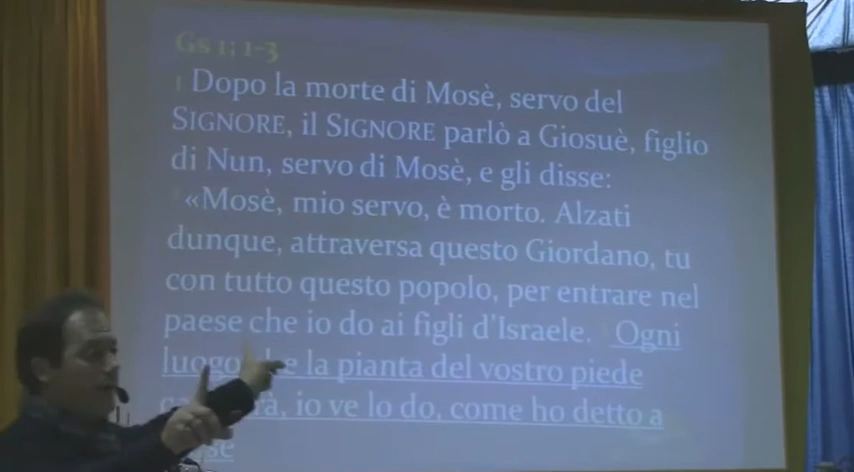 Gs 1; 1-3
1 Dopo la morte di Mosè, servo del
SIGNORE, il SIGNORE parlò a Giosuè, figlio
di Nun, servo di Mosè, e gli disse:
«Mosè, mio servo, è morto. Alzati
dunque, attraversa questo Giordano, tu
con tutto questo popolo, per entrare nel
paese che io do ai figli d'Israele. Ogni
luogo che la pianta del vostro piede
io ve lo do, come ho detto a